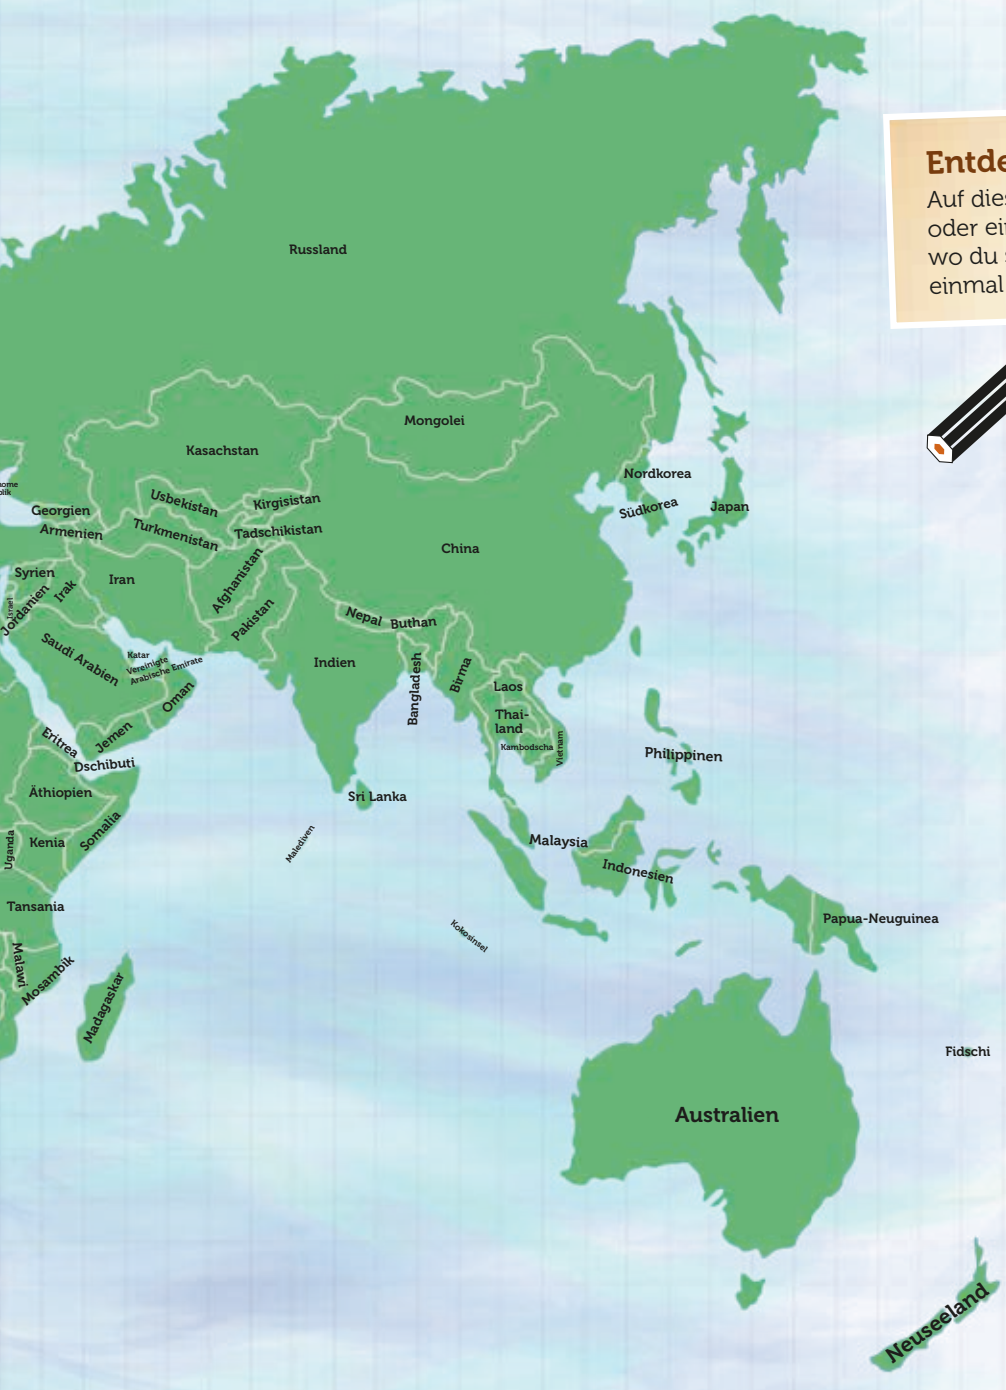 Entde
Auf dies
oder ein
wo du s
einmal
Russland
Mongolei
Kasachstan
Nordkorea
Usbekistan
Kirgisistan
Georgien
Südkorea
Japan
Armenien
Turkmenistan
Tadschikistan
China
Syrien
Iran
Afghanistan
Irak
Israel
Jordanien
Pakistan
Nepal
Buthan
Saudi Arabien
Katar
Vereinigte
Arabische Emirate
Indien
Bangladesh
Birma
Laos
Oman
Thai-
land
Eritrea
Jemen
Kambodscha
Vietnam
Philippinen
Dschibuti
Äthiopien
Sri Lanka
Somalia
Uganda
Kenia
Malediven
Malaysia
Indonesien
Tansania
Papua-Neuguinea
Kokosinsel
Malawi
Mosambik
Madagaskar
Fidschi
Australien
Neuseeland